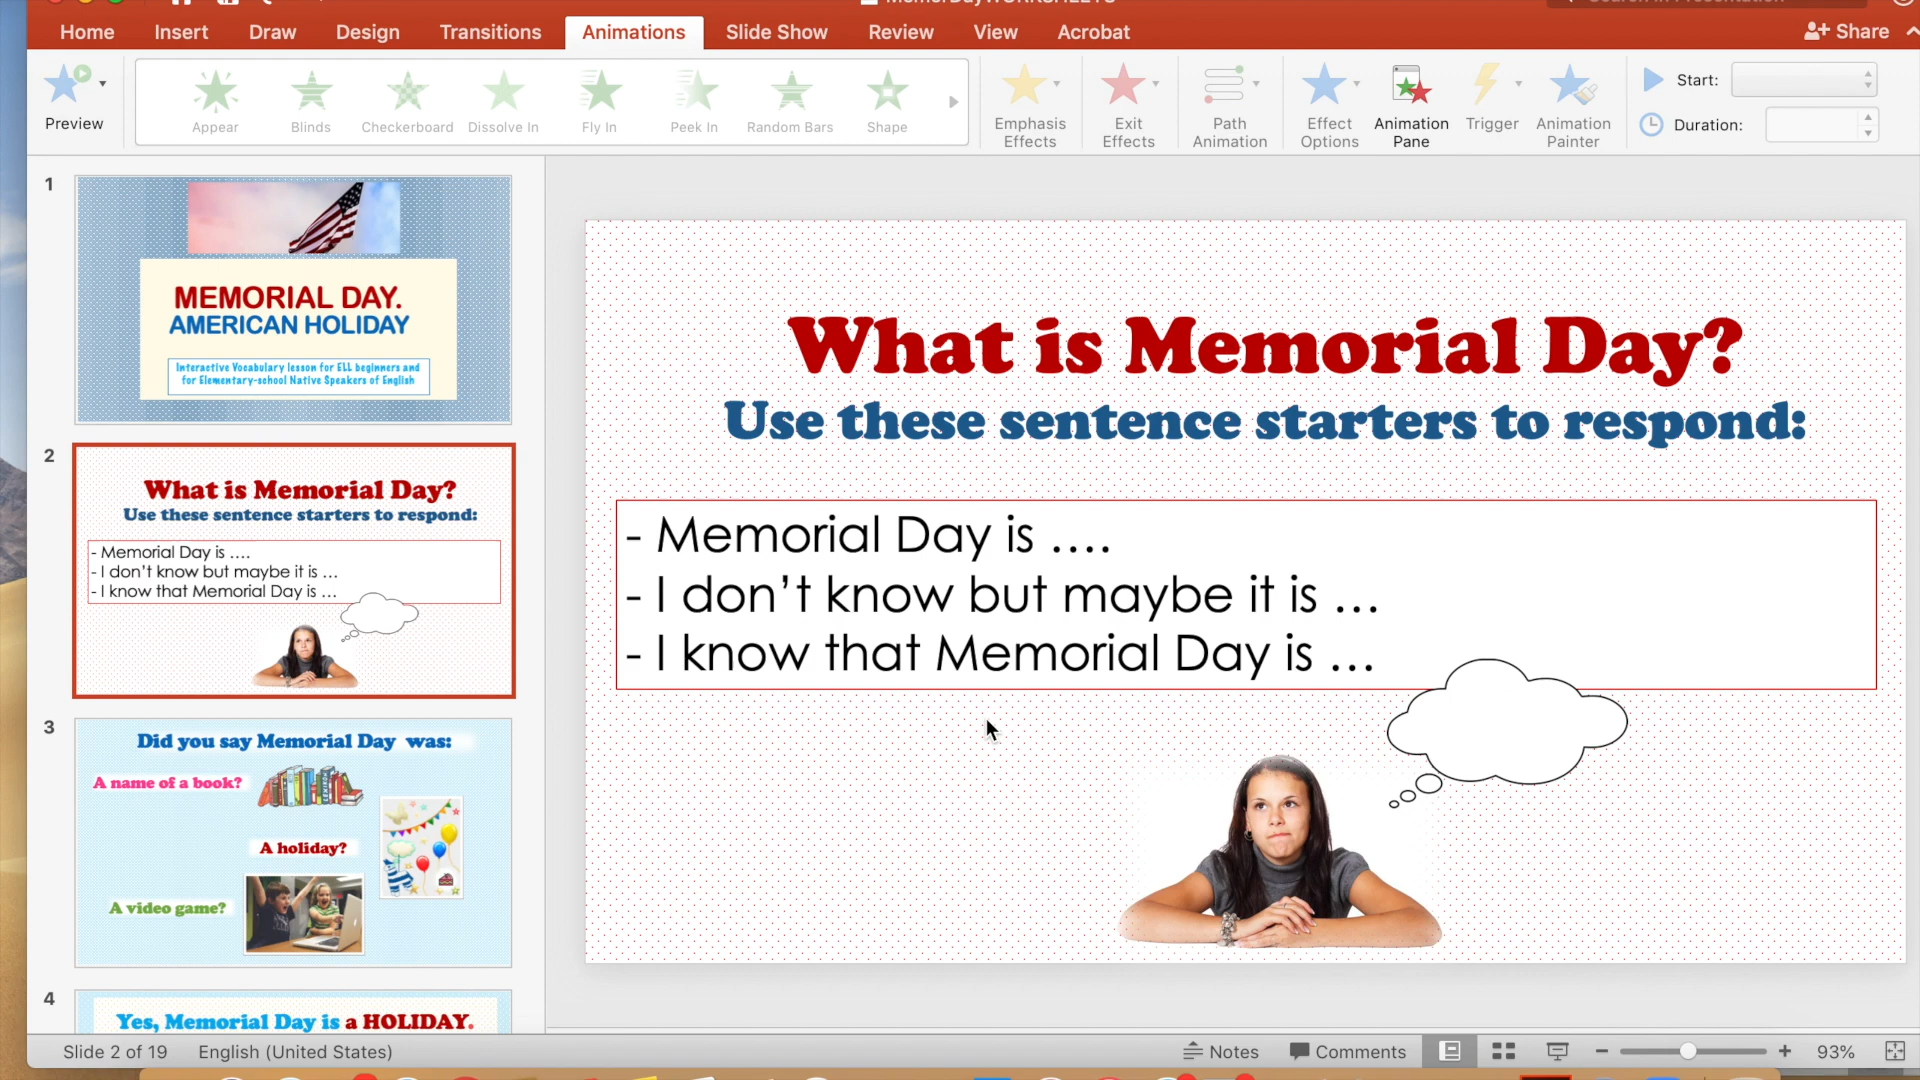 Home Insert Draw Design Transitions Animations Slide Show Review View Acrobat Share
Preview
Appear Blinds Checkerboard Dissolve In Fly In Peek In Random Bars Shape
Emphasis Effects
Exit Effects
Path Animation
Effect Options
Animation Pane
Trigger
Animation Painter
Start:
Duration:
1
MEMORIAL DAY.
AMERICAN HOLIDAY
Interactive Vocabulary lesson for ELL beginners and
for Elementary-school Native Speakers of English
2
What is Memorial Day?
Use these sentence starters to respond:
- Memorial Day is ....
- I don't know but maybe it is ...
- I know that Memorial Day is ...
3
Did you say Memorial Day was:
A name of a book?
A holiday?
A video game?
4
Yes, Memorial Day is a HOLIDAY.
What is Memorial Day?
Use these sentence starters to respond:
- Memorial Day is ....
- I don't know but maybe it is ...
- I know that Memorial Day is ...
Slide 2 of 19 English (United States) Notes Comments 93%